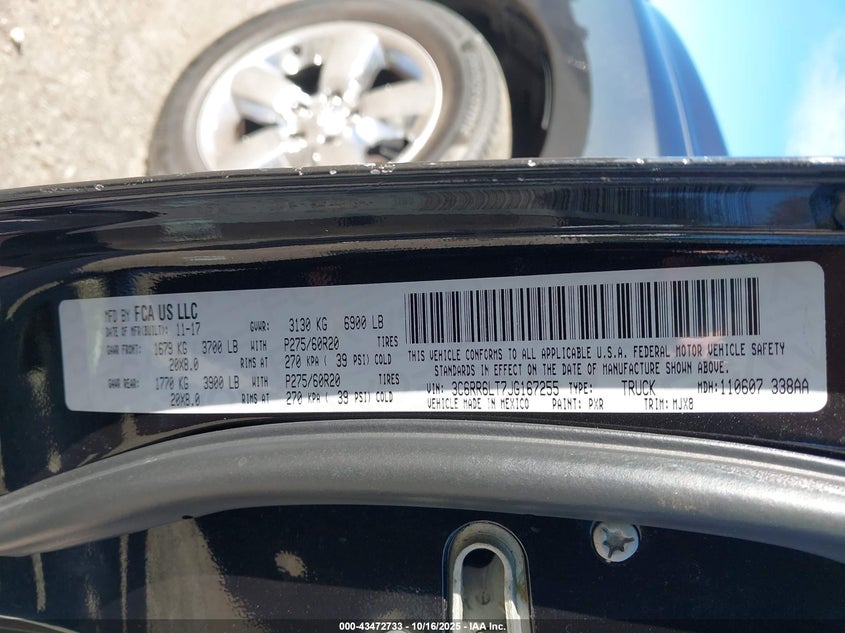 MFD BY FCA US LLC
DATE OF MFR(BUILT): 11-17 GVWR: 3130 KG 6900 LB
GAWR FRONT: 1679 KG 3700 LB WITH P275/60R20 TIRES
20X8.0 RIMS AT 270 KPA ( 39 PSI) COLD
GAWR REAR: 1770 KG 3900 LB WITH P275/60R20 TIRES
20X8.0 RIMS AT 270 KPA ( 39 PSI) COLD
THIS VEHICLE CONFORMS TO ALL APPLICABLE U.S.A. FEDERAL MOTOR VEHICLE SAFETY
STANDARDS IN EFFECT ON THE DATE OF MANUFACTURE SHOWN ABOVE.
VIN: 3C6RR6LT7JG167255 TYPE: TRUCK MDH: 110607 338AA
VEHICLE MADE IN MEXICO PAINT: PXR TRIM: MJX8
000-43472733 - 10/16/2025 - IAA Inc.